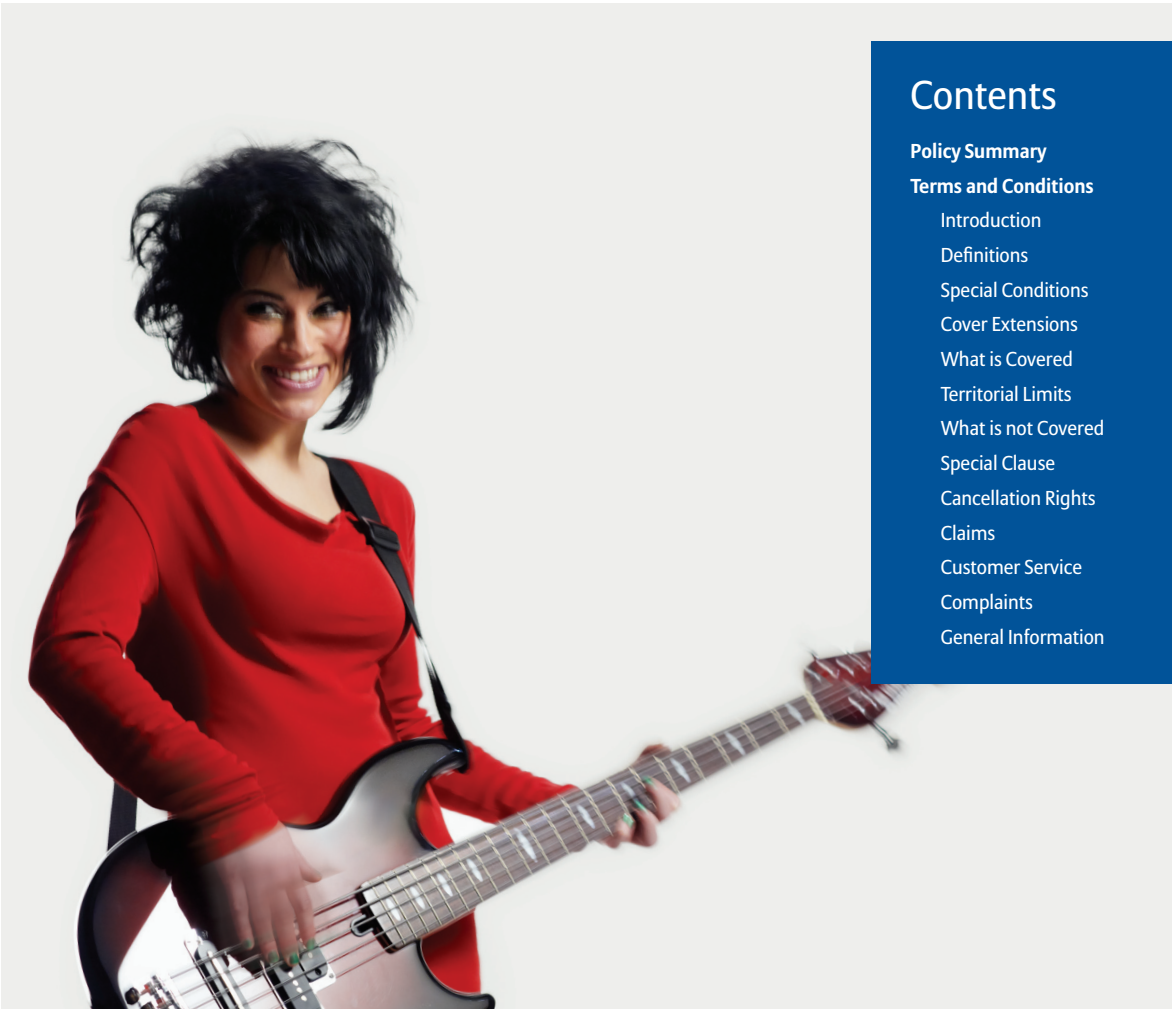 Contents
Policy Summary
Terms and Conditions
Introduction
Definitions
Special Conditions
Cover Extensions
What is Covered
Territorial Limits
What is not Covered
Special Clause
Cancellation Rights
Claims
Customer Service
Complaints
General Information